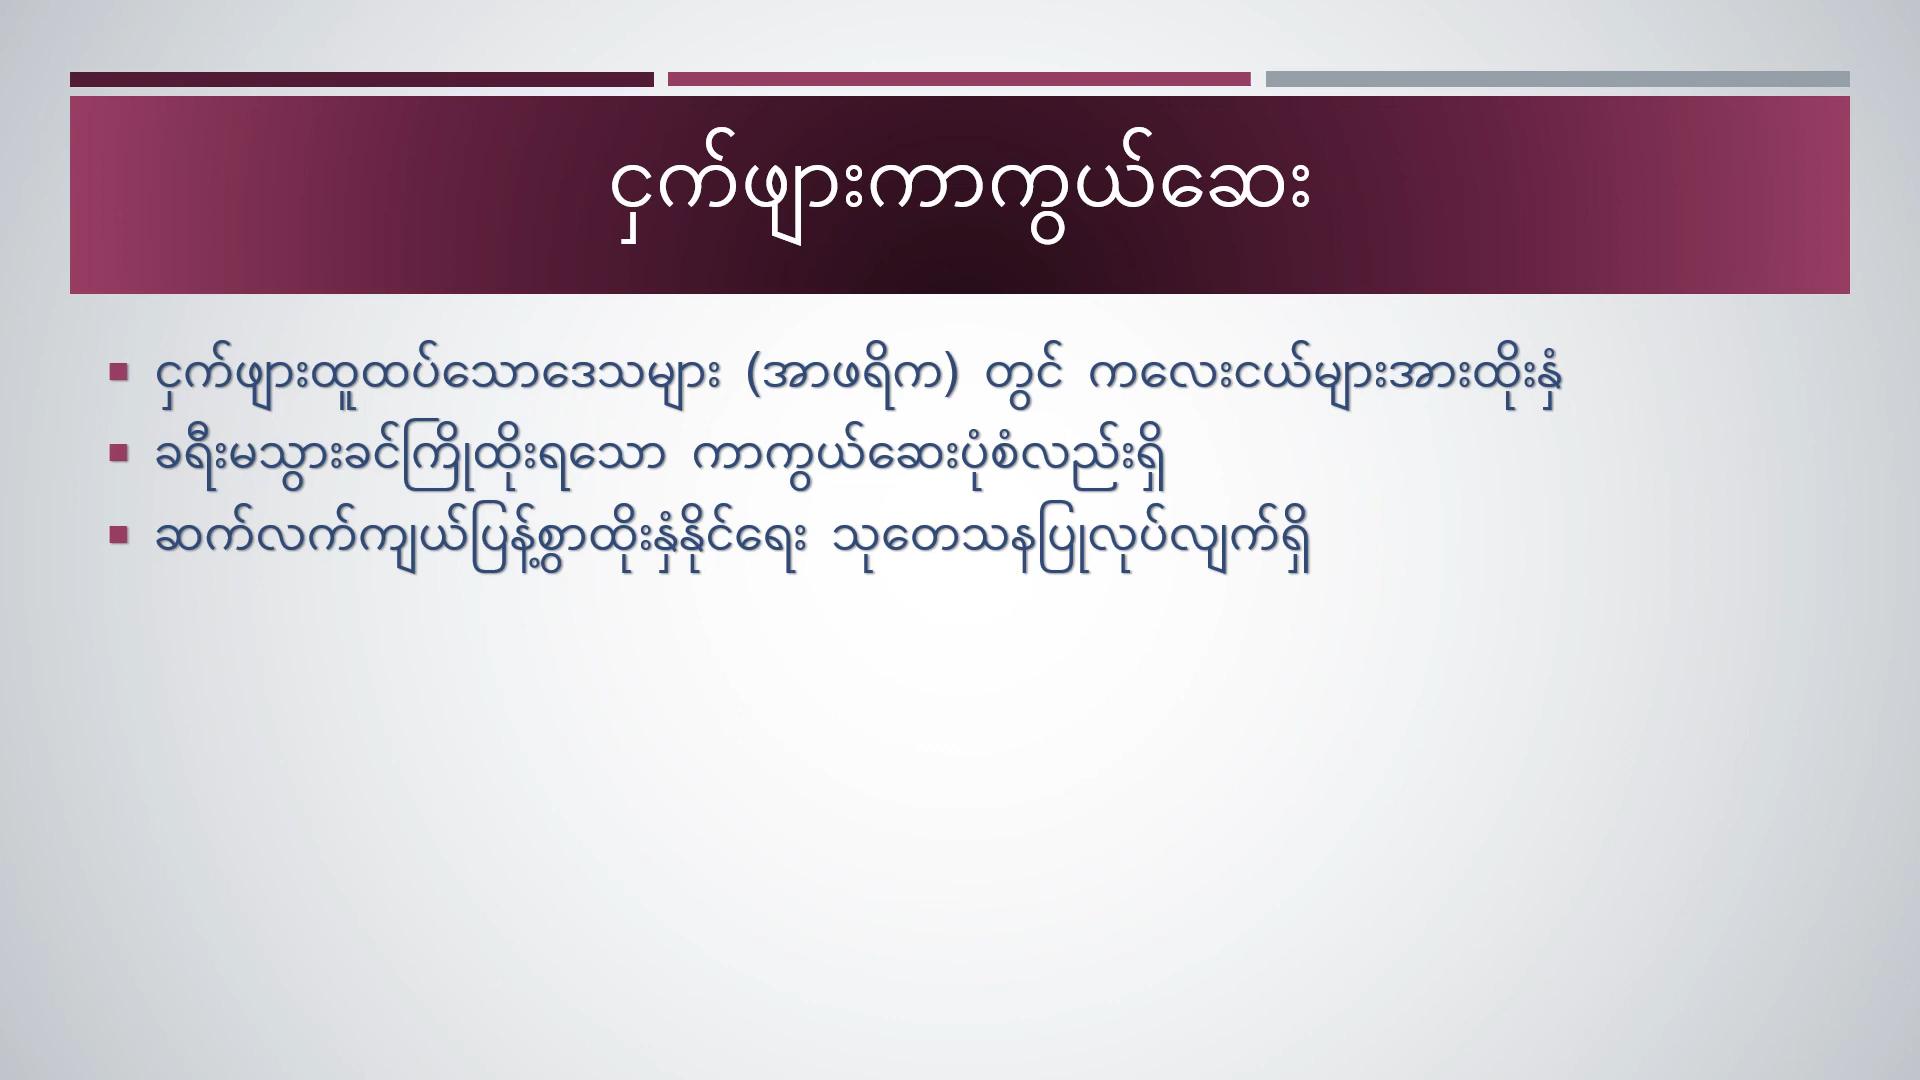 ငှက်ဖျားကာကွယ်ဆေး
ငှက်ဖျားထူထပ်သောဒေသများ (အာဖရိက) တွင် ကလေးငယ်များအားထိုးနှံ
ခရီးမသွားခင်ကြိုထိုးရသော ကာကွယ်ဆေးပုံစံလည်းရှိ
ဆက်လက်ကျယ်ပြန့်စွာထိုးနှံနိုင်ရေး သုတေသနပြုလုပ်လျက်ရှိ